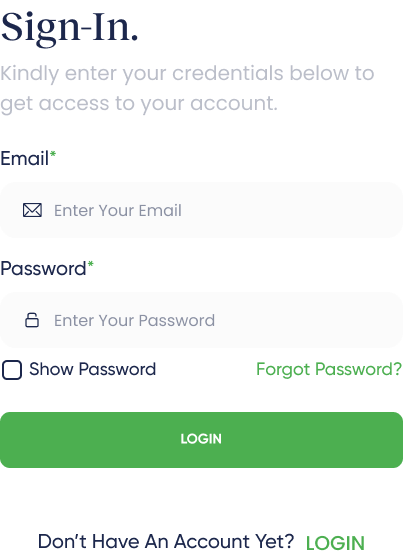 Sign-In.
Kindly enter your credentials below to
get access to your account.
Email*
Enter Your Email
Password*
Enter Your Password
Show Password Forgot Password?
LOGIN
Don’t Have An Account Yet? LOGIN